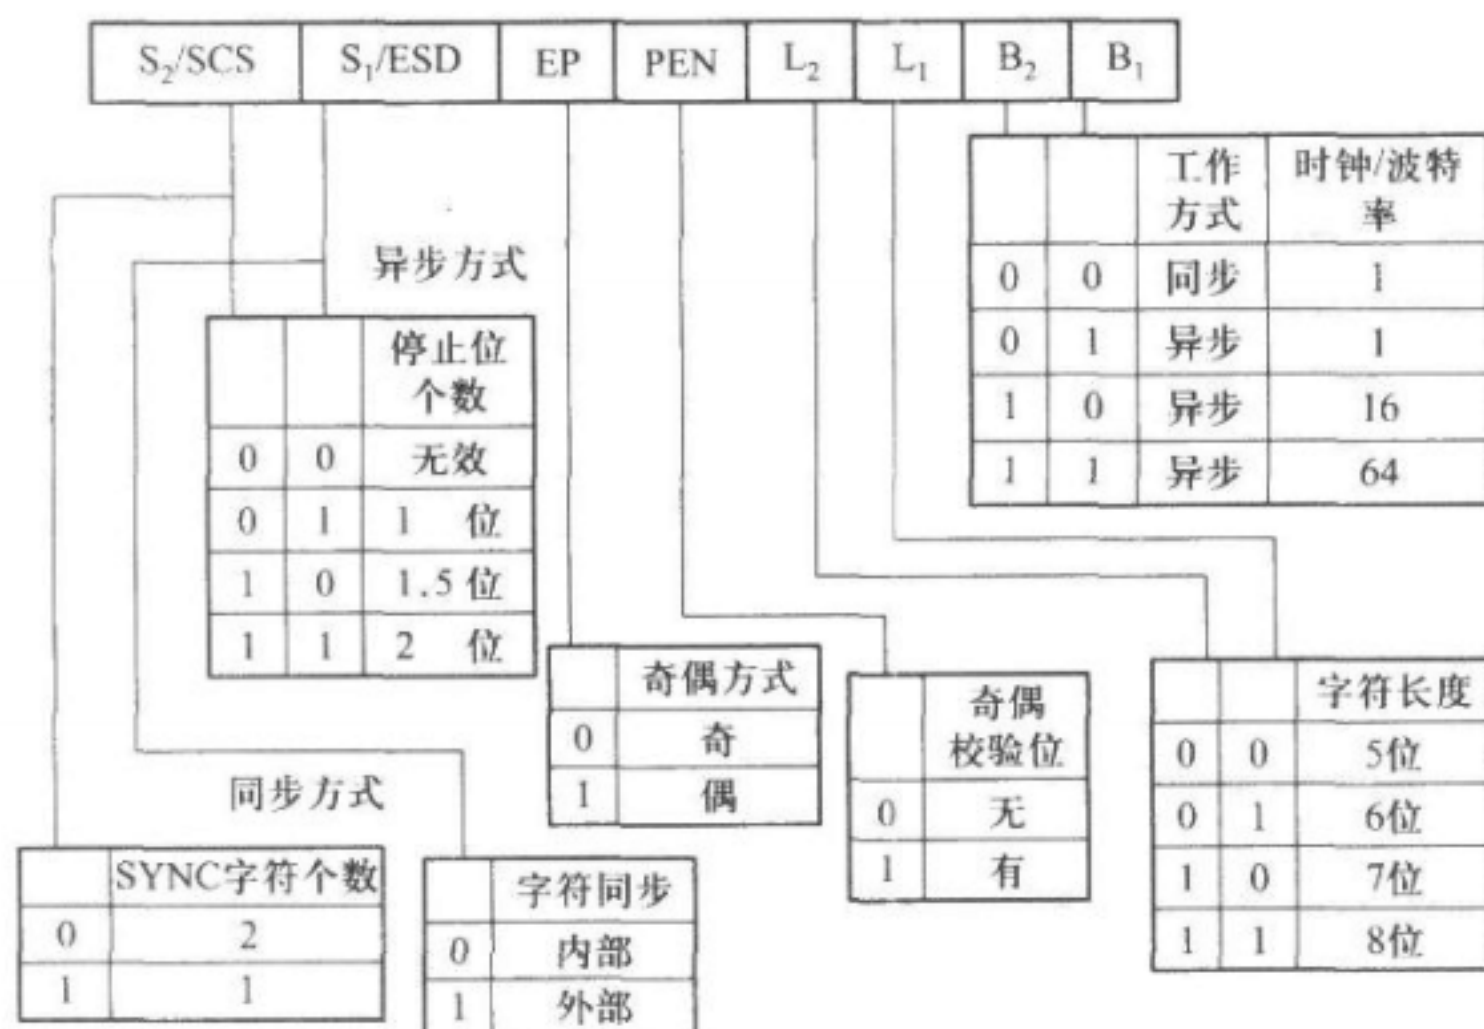 S₂/SCS S₁/ESD EP PEN L₂ L₁ B₂ B₁
工作方式 时钟/波特率
0 0 同步 1
0 1 异步 1
1 0 异步 16
1 1 异步 64
异步方式
停止位个数
0 0 无效
0 1 1 位
1 0 1.5 位
1 1 2 位
奇偶方式
0 奇
1 偶
奇偶校验位
0 无
1 有
字符长度
0 0 5位
0 1 6位
1 0 7位
1 1 8位
同步方式
SYNC字符个数
0 2
1 1
字符同步
0 内部
1 外部